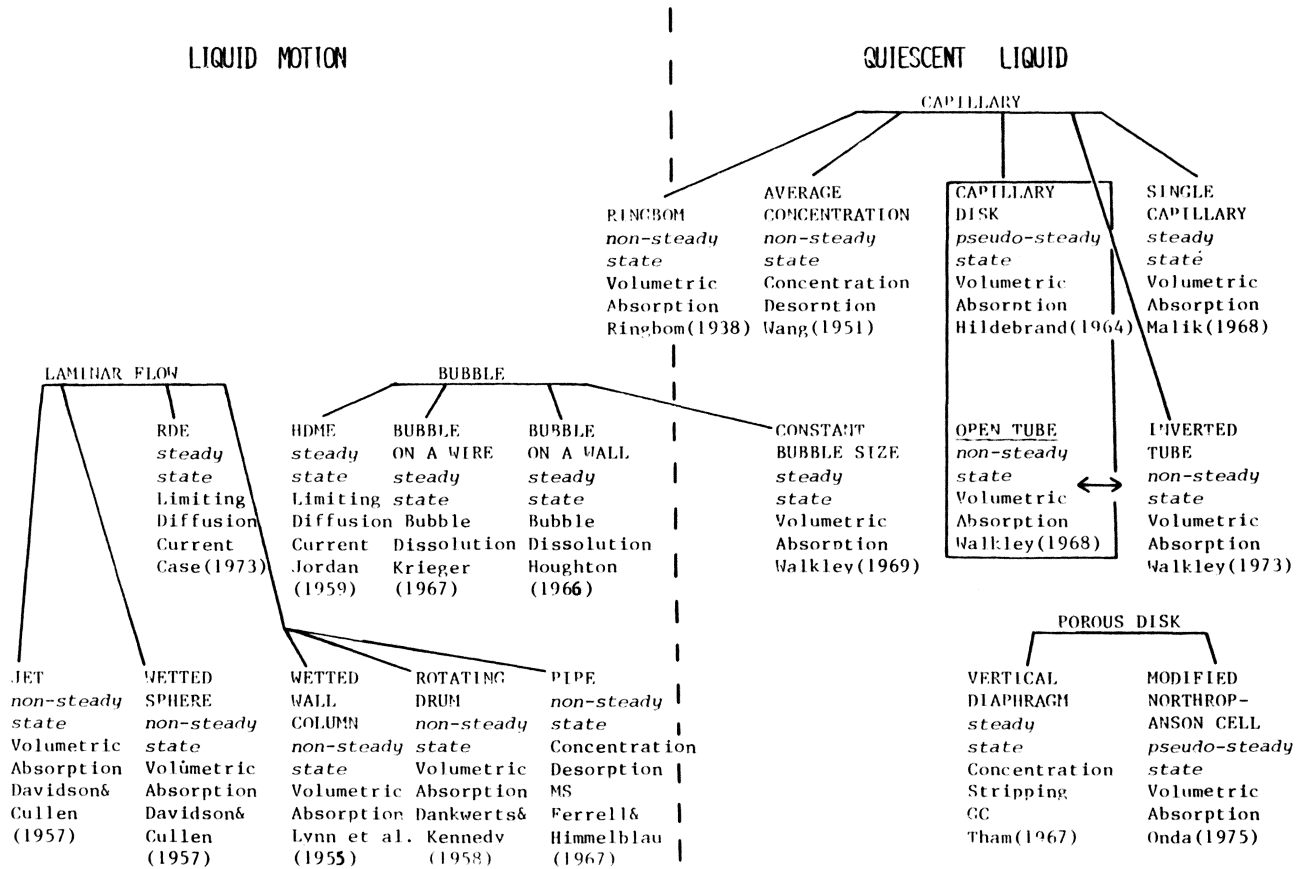 LIQUID MOTION
QUIESCENT LIQUID
CAPILLARY
RINGBOM
non-steady
state
Volumetric
Absorption
Ringbom(1938)
AVERAGE
CONCENTRATION
non-steady
state
Concentration
Desorption
Wang(1951)
CAPILLARY
DISK
pseudo-steady
state
Volumetric
Absorption
Hildebrand(1964)
SINGLE
CAPILLARY
steady
state
Volumetric
Absorption
Malik(1968)
LAMINAR FLOW
BUBBLE
RDE
steady
state
Limiting
Diffusion
Current
Case(1973)
HDME
steady
state
Limiting
Diffusion
Current
Jordan
(1959)
BUBBLE
ON A WIRE
steady
state
Bubble
Dissolution
Krieger
(1967)
BUBBLE
ON A WALL
steady
state
Bubble
Dissolution
Houghton
(1966)
CONSTANT
BUBBLE SIZE
steady
state
Volumetric
Absorption
Walkley(1969)
OPEN TUBE
non-steady
state
Volumetric
Absorption
Walkley(1968)
INVERTED
TUBE
non-steady
state
Volumetric
Absorption
Walkley(1973)
JET
non-steady
state
Volumetric
Absorption
Davidson&
Cullen
(1957)
WETTED
SPHERE
non-steady
state
Volumetric
Absorption
Davidson&
Cullen
(1957)
WETTED
WALL
COLUMN
non-steady
state
Volumetric
Absorption
Lynn et al.
(1955)
ROTATING
DRUM
non-steady
state
Volumetric
Absorption
Dankwerts&
Kennedy
(1958)
PIPE
non-steady
state
Concentration
Desorption
MS
Ferrell&
Himmelblau
(1967)
POROUS DISK
VERTICAL
DIAPHRAGM
steady
state
Concentration
Stripping
GC
Tham(1967)
MODIFIED
NORTHROP-
ANSON CELL
pseudo-steady
state
Volumetric
Absorption
Onda(1975)